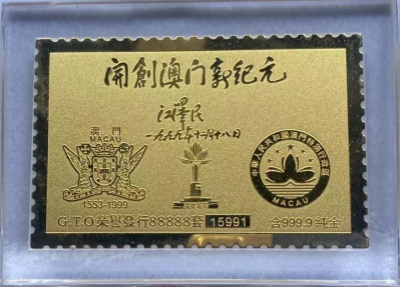 開創澳门新纪元
江澤民
一九九九年十二月十八日
澳門
MACAU
1553-1999
中華人民共和國澳門特別行政區
MACAU
G.T.O榮譽發行88888套 15991 含999.9純金